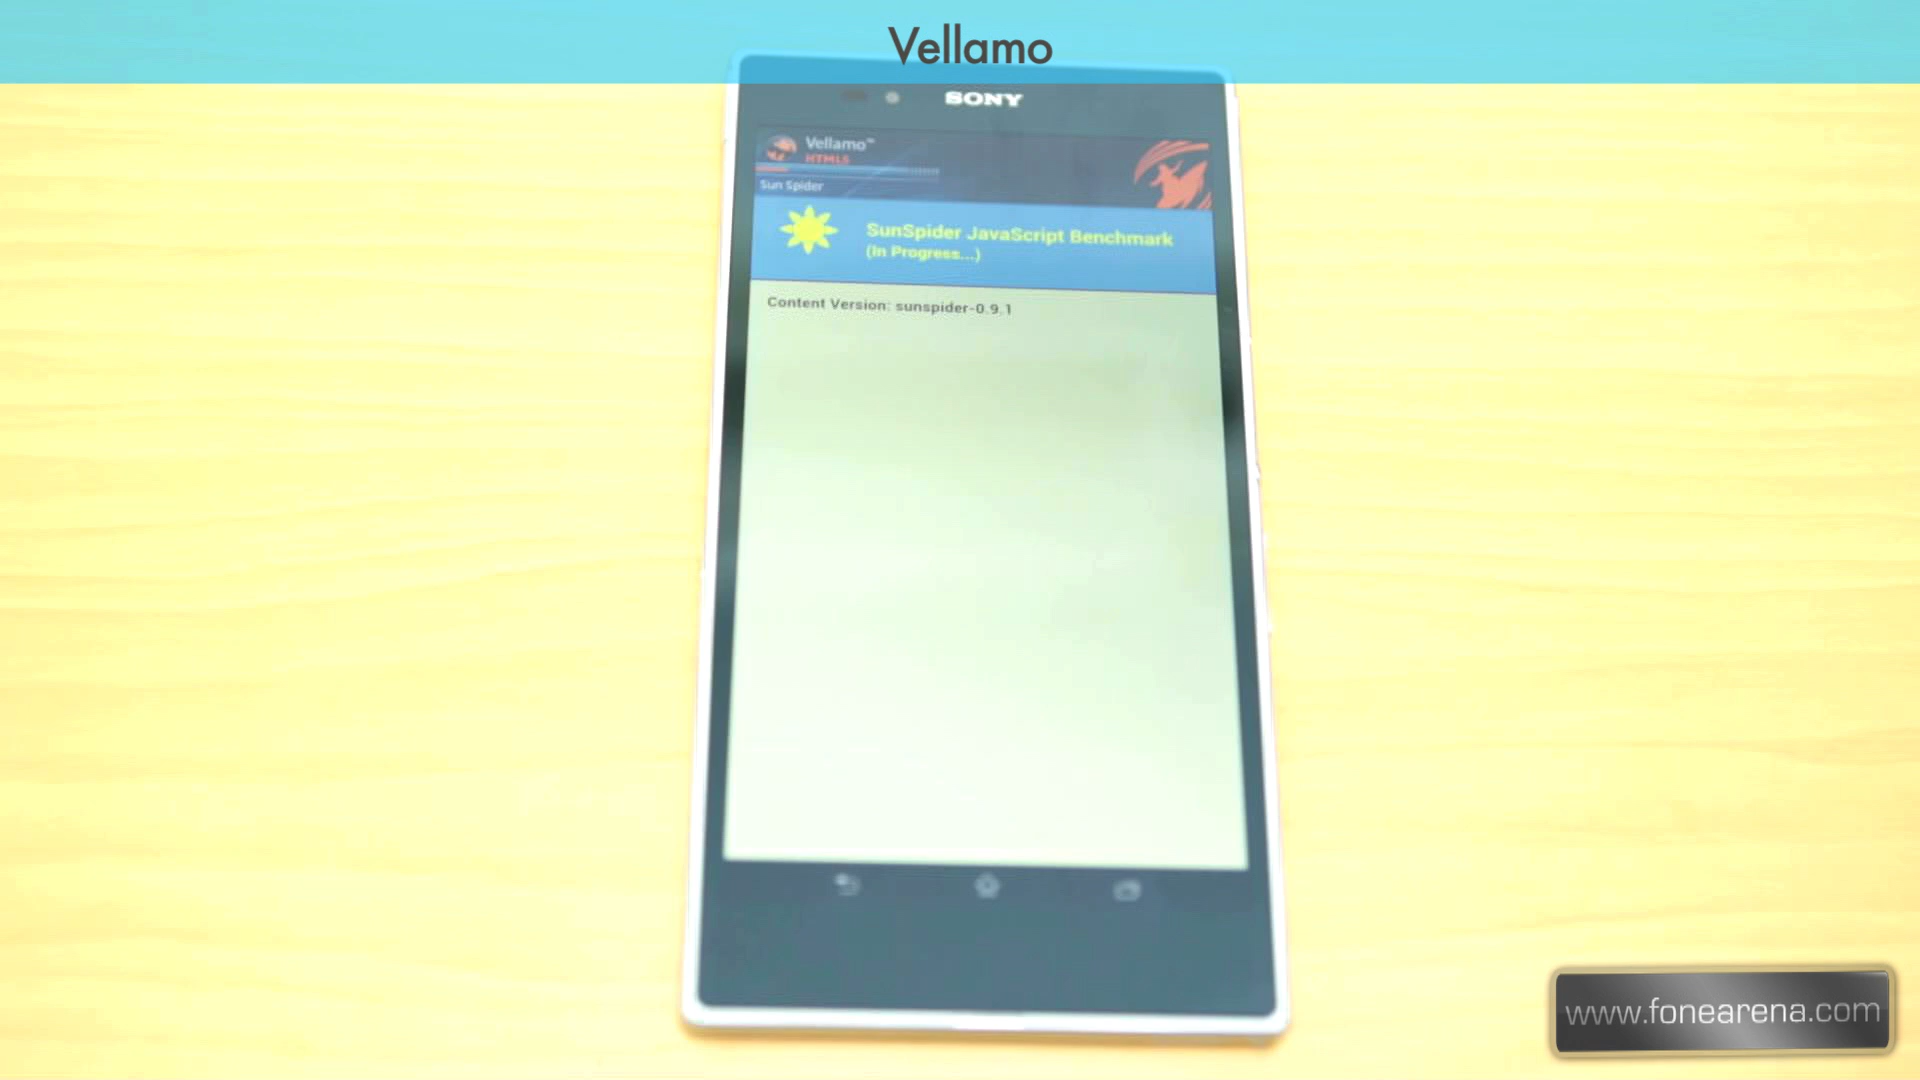 Vellamo
SONY
Vellamo™
HTML5
Sun Spider
SunSpider JavaScript Benchmark
(In Progress...)
Content Version: sunspider-0.9.1
www.fonearena.com